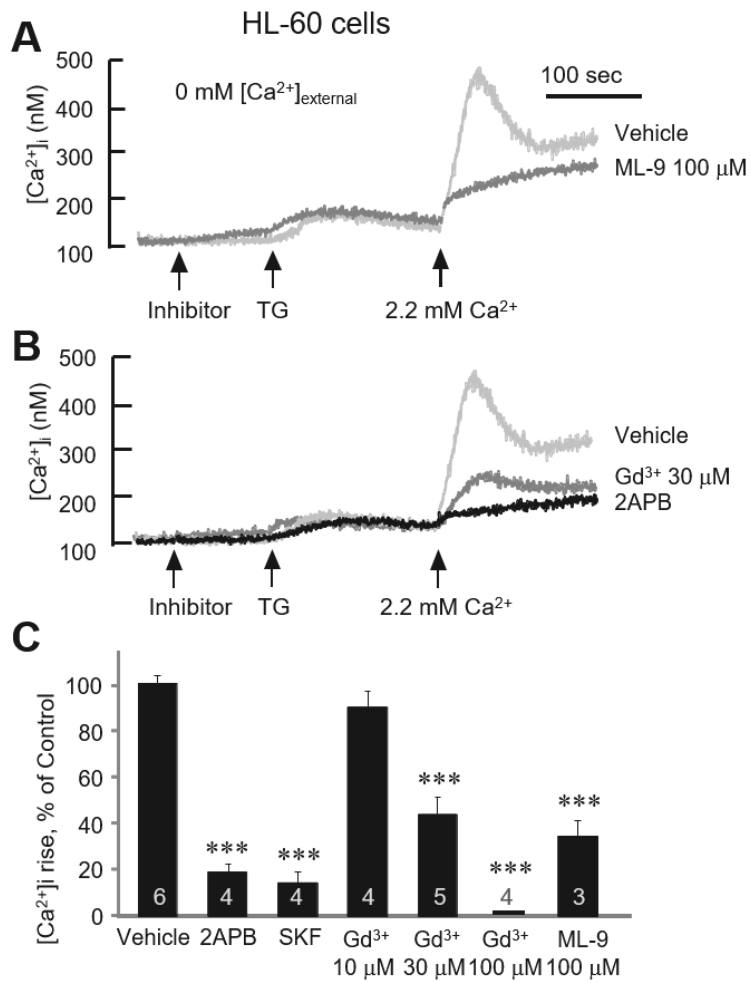 HL-60 cells
A
500
400
300
200
100
[Ca²⁺]i (nM)
0 mM [Ca²⁺]external
100 sec
Vehicle
ML-9 100 μM
Inhibitor
TG
2.2 mM Ca²⁺
B
500
400
300
200
100
[Ca²⁺]i (nM)
Vehicle
Gd³⁺ 30 μM
2APB
Inhibitor
TG
2.2 mM Ca²⁺
C
[Ca²⁺]i rise, % of Control
100
80
60
40
20
0
***
***
***
***
***
6
4
4
4
5
4
3
Vehicle
2APB
SKF
Gd³⁺
10 μM
Gd³⁺
30 μM
Gd³⁺
100 μM
ML-9
100 μM